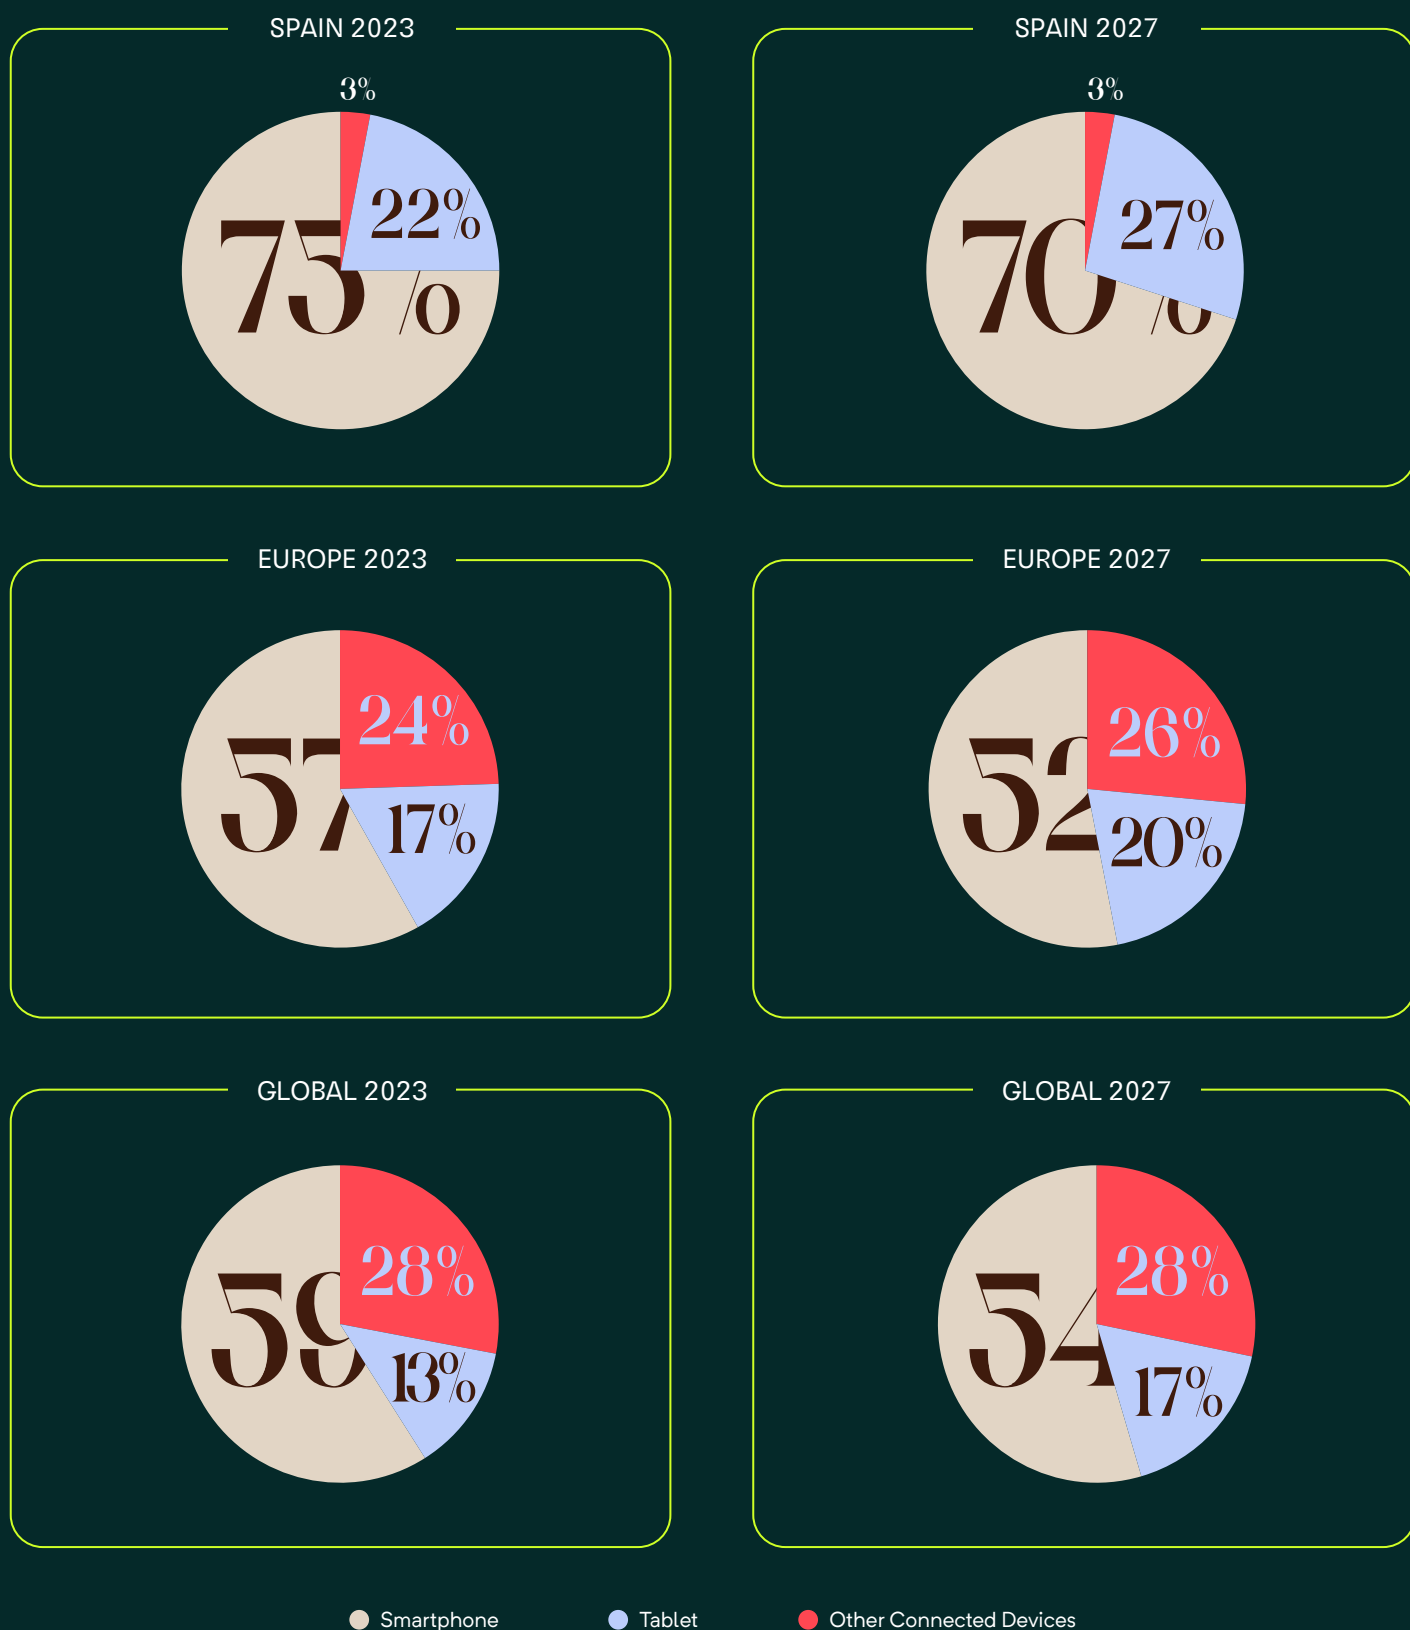 SPAIN 2023
3%
22%
75%
SPAIN 2027
3%
27%
70%
EUROPE 2023
24%
57
17%
EUROPE 2027
26%
52
20%
GLOBAL 2023
28%
59
13%
GLOBAL 2027
28%
54
17%
Smartphone
Tablet
Other Connected Devices